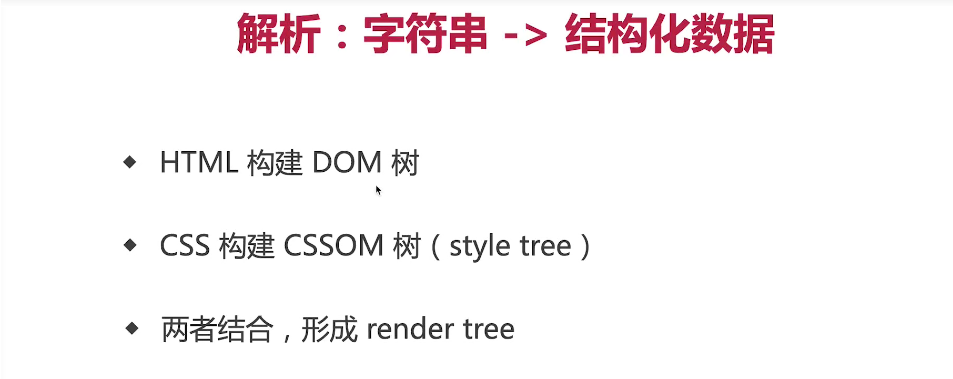 解析：字符串 -> 结构化数据
◆ HTML 构建 DOM 树
◆ CSS 构建 CSSOM 树（style tree）
◆ 两者结合，形成 render tree